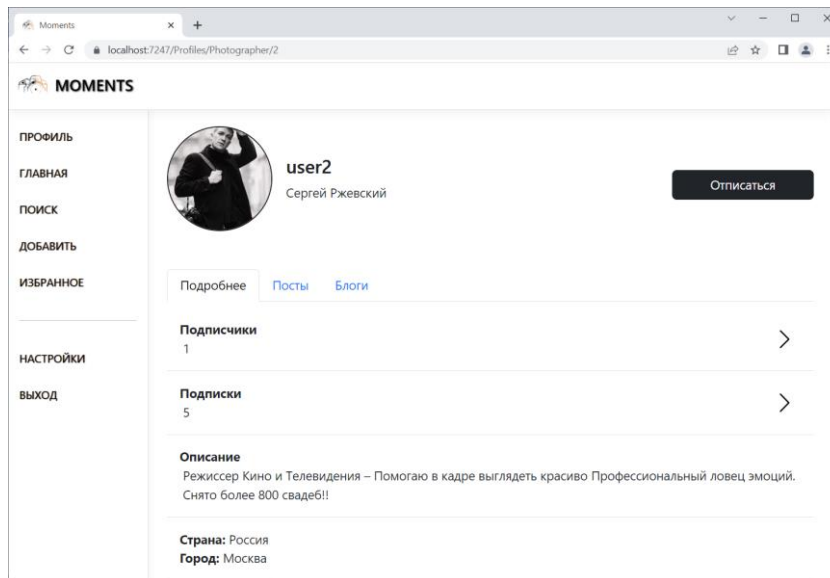 Moments
localhost:7247/Profiles/Photographer/2
MOMENTS
ПРОФИЛЬ
ГЛАВНАЯ
ПОИСК
ДОБАВИТЬ
ИЗБРАННОЕ
НАСТРОЙКИ
ВЫХОД
user2
Сергей Ржевский
Отписаться
Подробнее Посты Блоги
Подписчики
1
Подписки
5
Описание
Режиссер Кино и Телевидения – Помогаю в кадре выглядеть красиво Профессиональный ловец эмоций.
Снято более 800 свадеб!!
Страна: Россия
Город: Москва